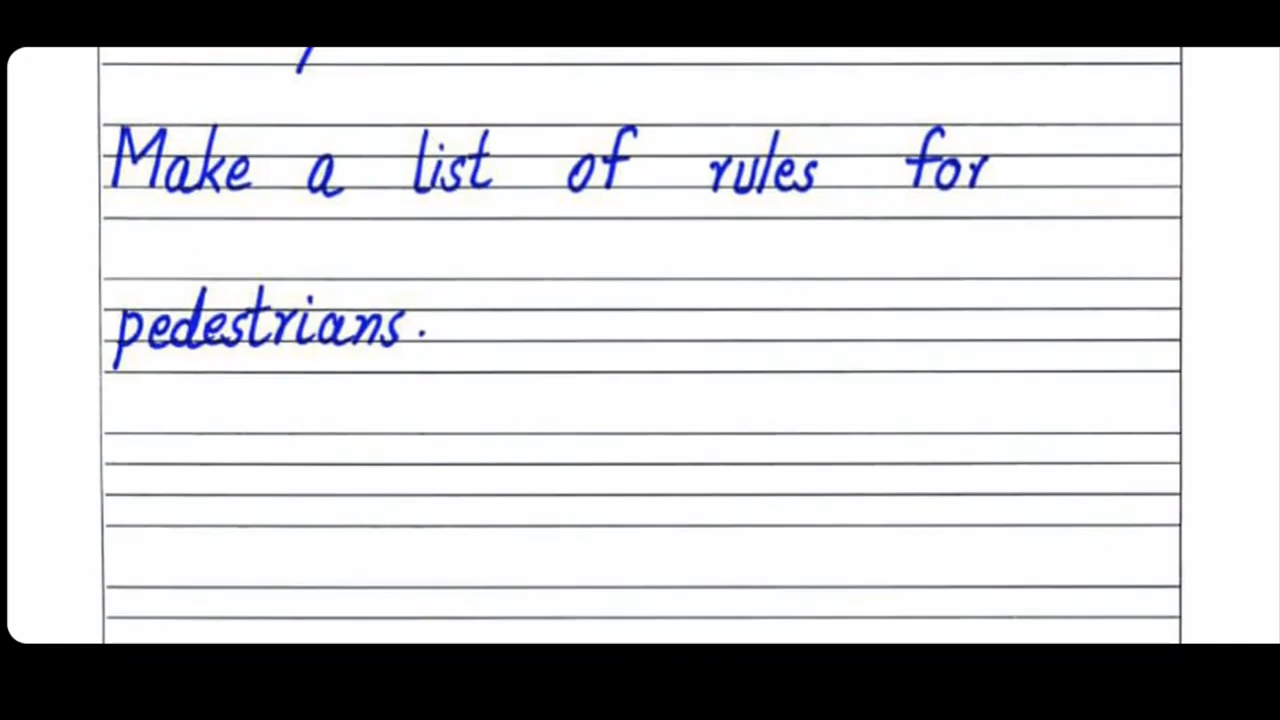 Make a list of rules for
pedestrians.